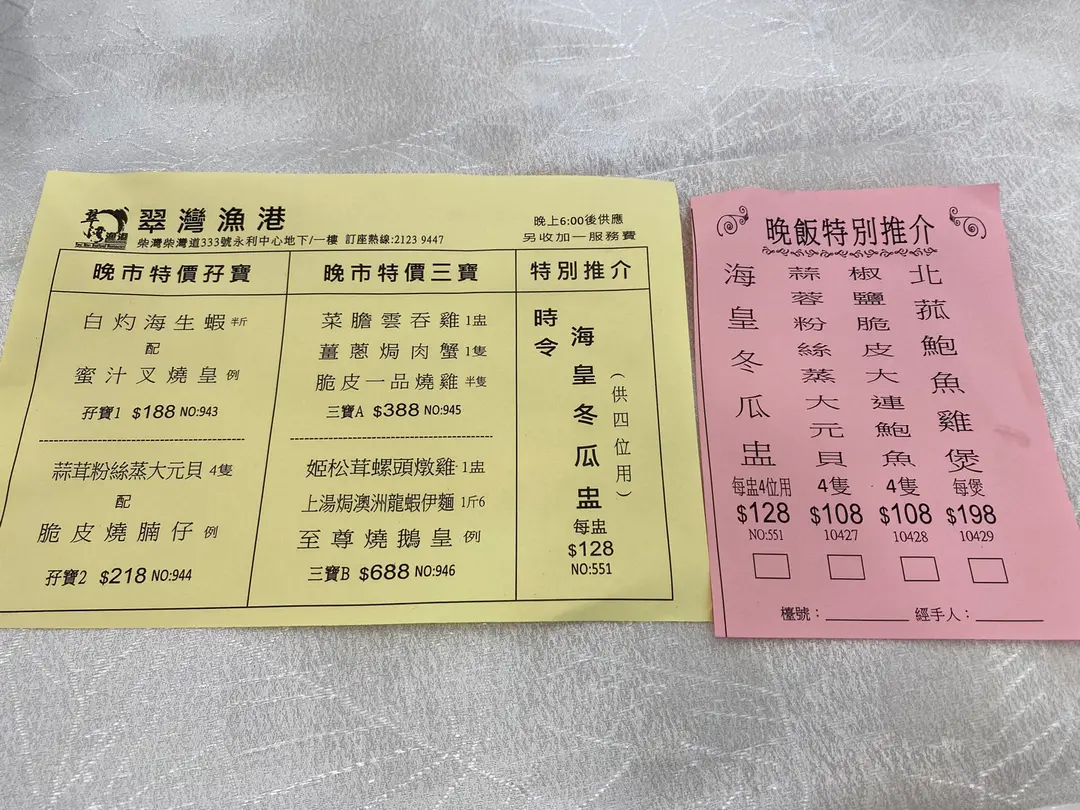 翠灣漁港
柴灣柴灣道333號永利中心地下/一樓 訂座熱線:2123 9447
晚上6:00後供應
另收加一服務費
晚市特價孖寶
白灼海生蝦 半斤
配
蜜汁叉燒皇 例
孖寶1 $188 NO:943
蒜茸粉絲蒸大元貝 4隻
配
脆皮燒腩仔 例
孖寶2 $218 NO:944
晚市特價三寶
菜膽雲吞雞 1盅
薑蔥焗肉蟹 1隻
脆皮一品燒雞 半隻
三寶A $388 NO:945
姬松茸螺頭燉雞 1盅
上湯焗澳洲龍蝦伊麵 1斤6
至尊燒鵝皇 例
三寶B $688 NO:946
特別推介
時令
海皇冬瓜盅
(供四位用)
每盅
$128
NO:551
晚飯特別推介
海皇冬瓜盅
每盅4位用
$128
NO:551
蒜蓉粉絲蒸大元貝
4隻
$108
10427
椒鹽脆皮大連鮑魚
4隻
$108
10428
北菰鮑魚雞煲
每煲
$198
10429
檯號：________ 經手人：________